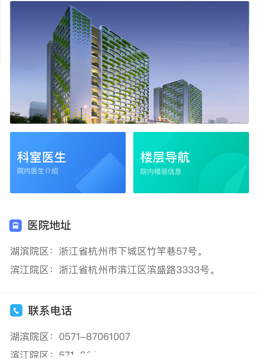 科室医生
院内医生介绍
楼层导航
院内楼层信息
医院地址
湖滨院区：浙江省杭州市下城区竹竿巷57号。
滨江院区：浙江省杭州市滨江区滨盛路3333号。
联系电话
湖滨院区：0571-87061007
滨江院区：